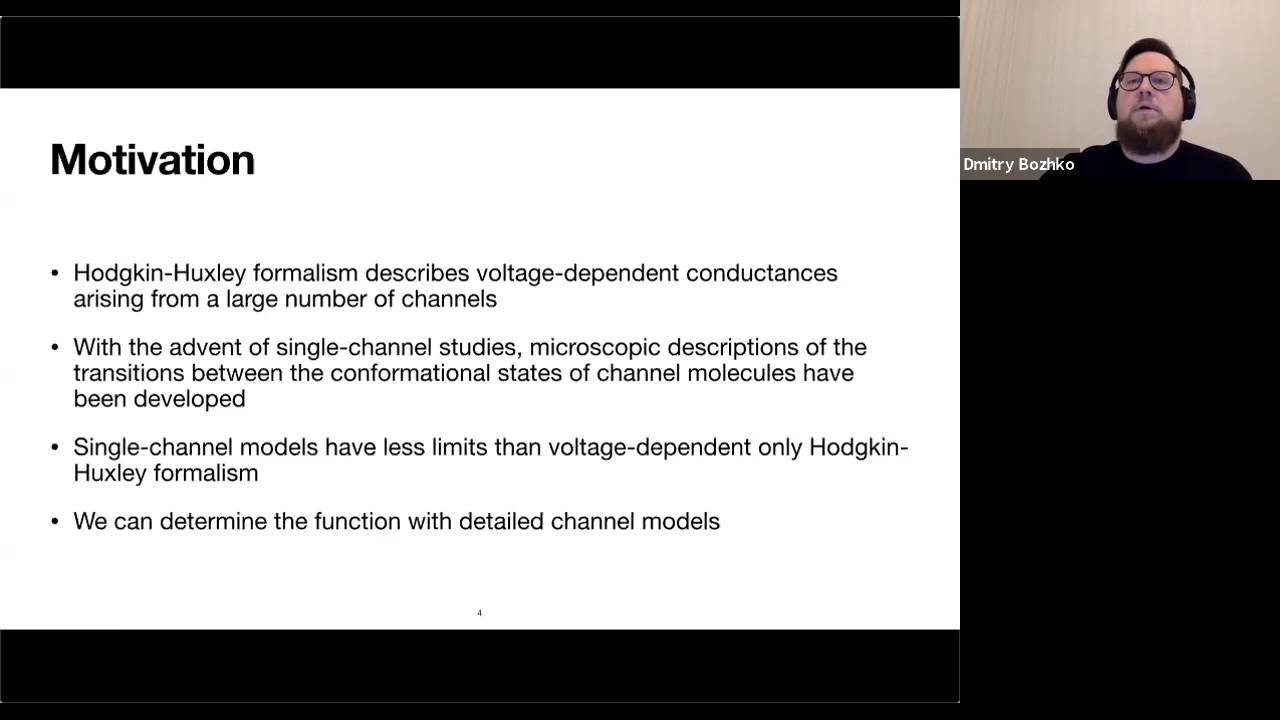 Motivation
• Hodgkin-Huxley formalism describes voltage-dependent conductances
arising from a large number of channels
• With the advent of single-channel studies, microscopic descriptions of the
transitions between the conformational states of channel molecules have
been developed
• Single-channel models have less limits than voltage-dependent only Hodgkin-
Huxley formalism
• We can determine the function with detailed channel models
4
Dmitry Bozhko